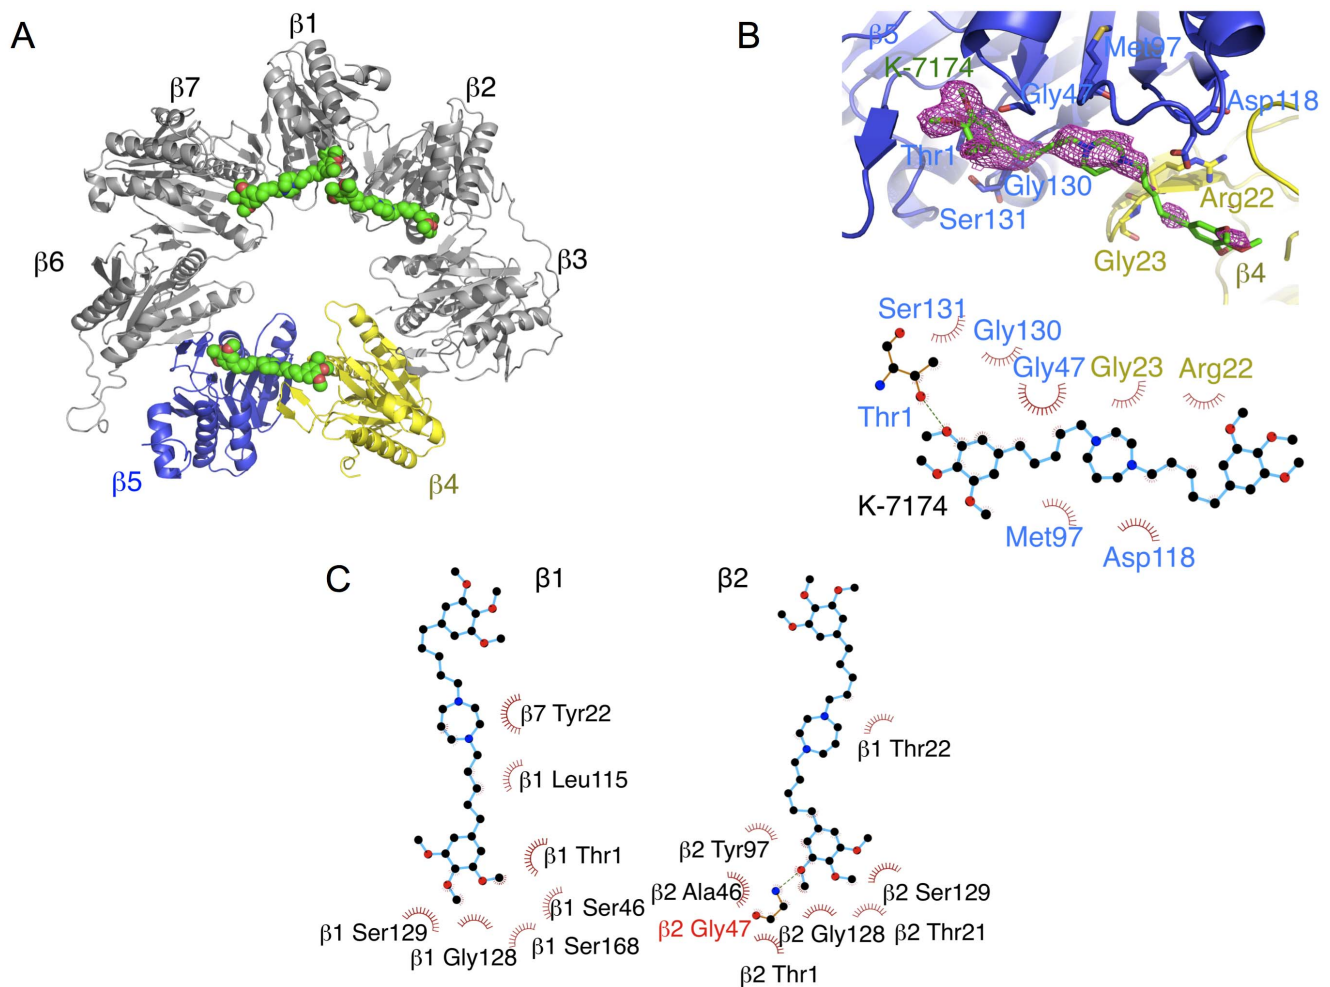 A
β1
β7
β2
β6
β3
β5
β4
B
β5
Met97
K-7174
Gly47
Asp118
Thr1
Gly130
Arg22
Ser131
Gly23
β4
Ser131
Gly130
Gly47
Gly23
Arg22
Thr1
K-7174
Met97
Asp118
C
β1
β7 Tyr22
β1 Leu115
β1 Thr1
β1 Ser46
β1 Ser129
β1 Gly128
β1 Ser168
β2
β1 Thr22
β2 Tyr97
β2 Ala46
β2 Ser129
β2 Gly47
β2 Gly128
β2 Thr21
β2 Thr1